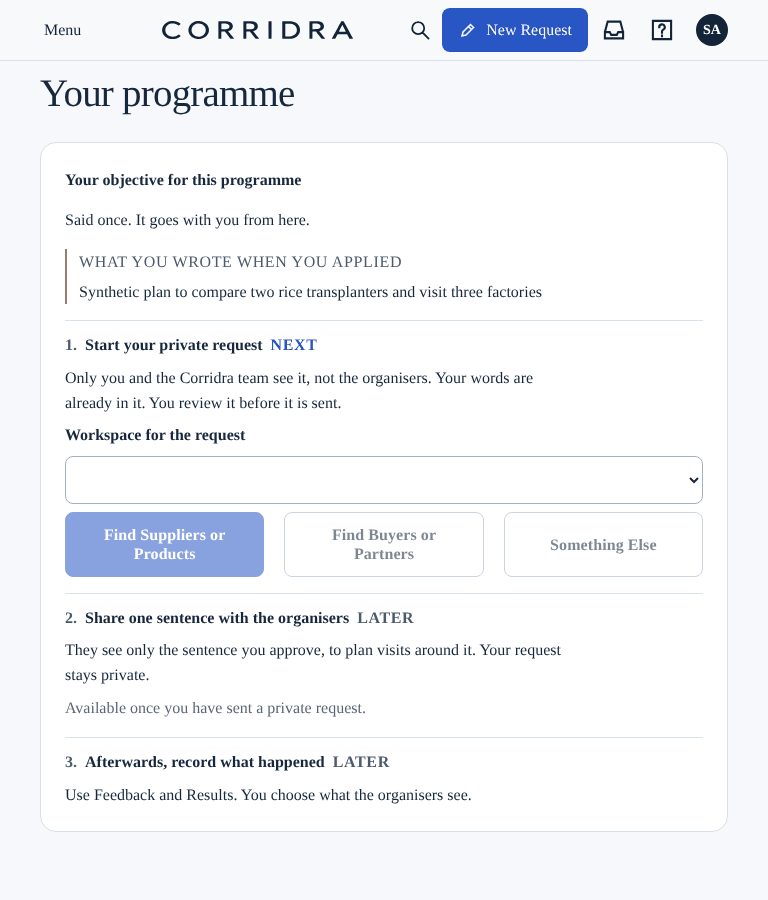 Menu
CORRIDRA
New Request
SA
Your programme
Your objective for this programme
Said once. It goes with you from here.
WHAT YOU WROTE WHEN YOU APPLIED
Synthetic plan to compare two rice transplanters and visit three factories
1. Start your private request NEXT
Only you and the Corridra team see it, not the organisers. Your words are
already in it. You review it before it is sent.
Workspace for the request
Find Suppliers or
Products
Find Buyers or
Partners
Something Else
2. Share one sentence with the organisers LATER
They see only the sentence you approve, to plan visits around it. Your request
stays private.
Available once you have sent a private request.
3. Afterwards, record what happened LATER
Use Feedback and Results. You choose what the organisers see.